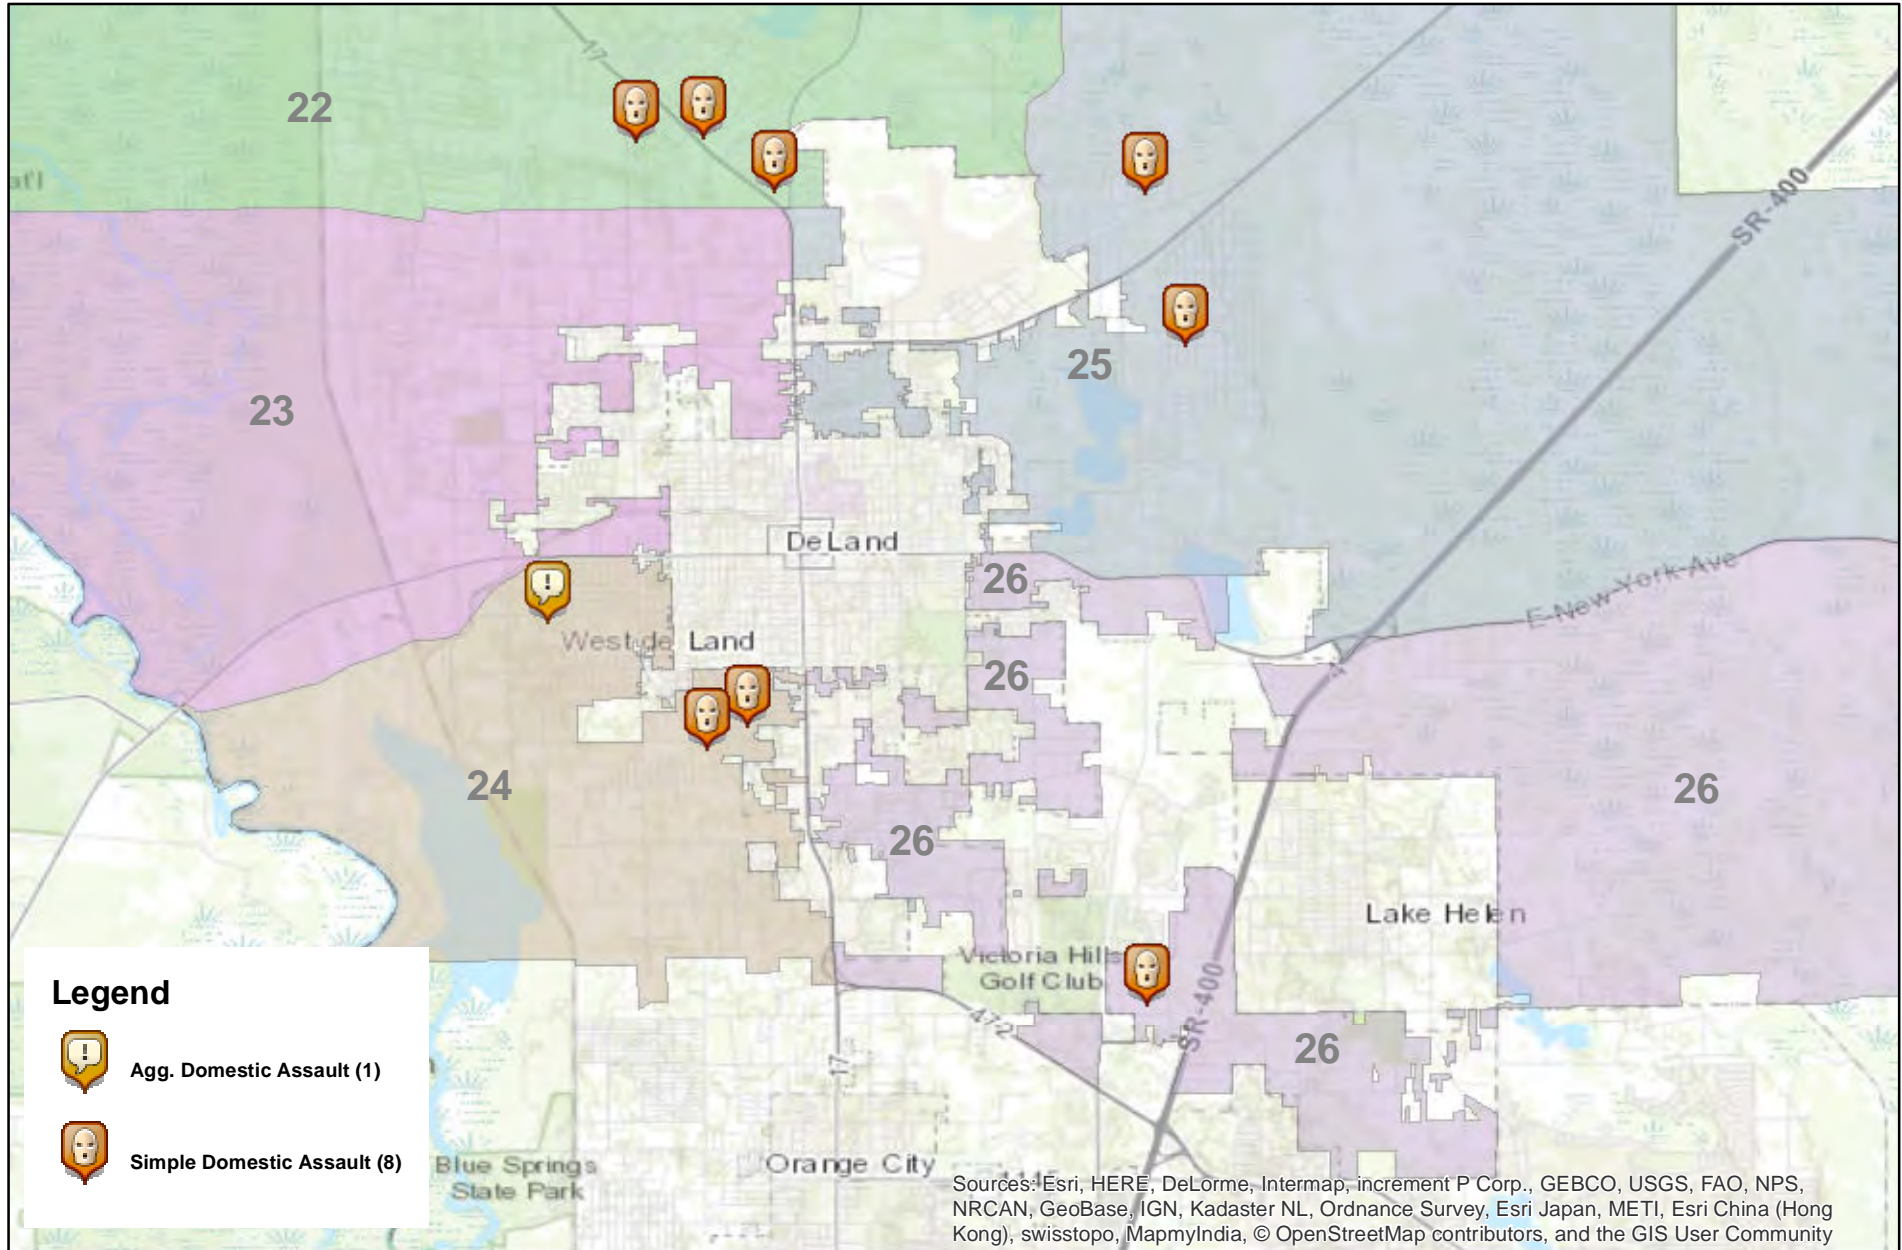 17
22
at'l
SR-400
25
23
DeLand
26
E-New-York-Ave
West de Land
26
4
24
26
26
Lake Helen
Victoria Hills
Golf Club
SR-400
472
26
17
Legend
Agg. Domestic Assault (1)
Simple Domestic Assault (8)
Blue Springs
State Park
Orange City
Sources: Esri, HERE, DeLorme, Intermap, increment P Corp., GEBCO, USGS, FAO, NPS,
NRCAN, GeoBase, IGN, Kadaster NL, Ordnance Survey, Esri Japan, METI, Esri China (Hong
Kong), swisstopo, MapmyIndia, © OpenStreetMap contributors, and the GIS User Community